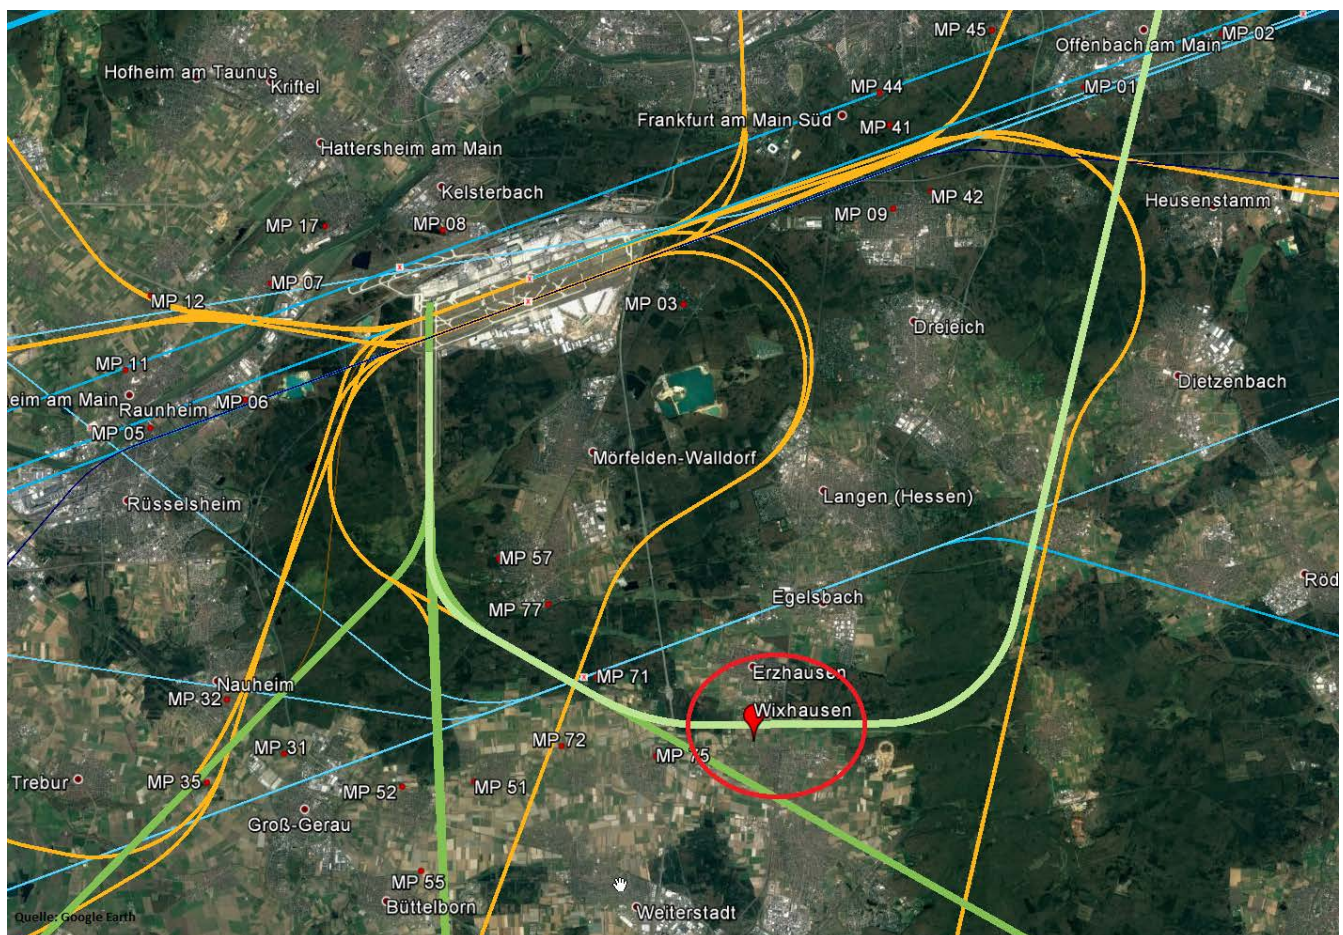 MP 45
MP 02
Offenbach am Main
Hofheim am Taunus
Kriftel
MP 44
MP 01
Frankfurt am Main Süd
MP 41
Hattersheim am Main
Kelsterbach
MP 42
Heusenstamm
MP 09
MP 17
MP 08
MP 07
MP 12
MP 03
Dreieich
MP 11
Dietzenbach
eim am Main
Raunheim
MP 06
MP 05
Mörfelden-Walldorf
Rüsselsheim
Langen (Hessen)
MP 57
Röd
MP 77
Egelsbach
Erzhausen
MP 71
Nauheim
MP 32
Wixhausen
MP 72
MP 31
MP 75
Trebur
MP 35
MP 52
MP 51
Groß-Gerau
MP 55
Büttelborn
Weiterstadt
Quelle: Google Earth